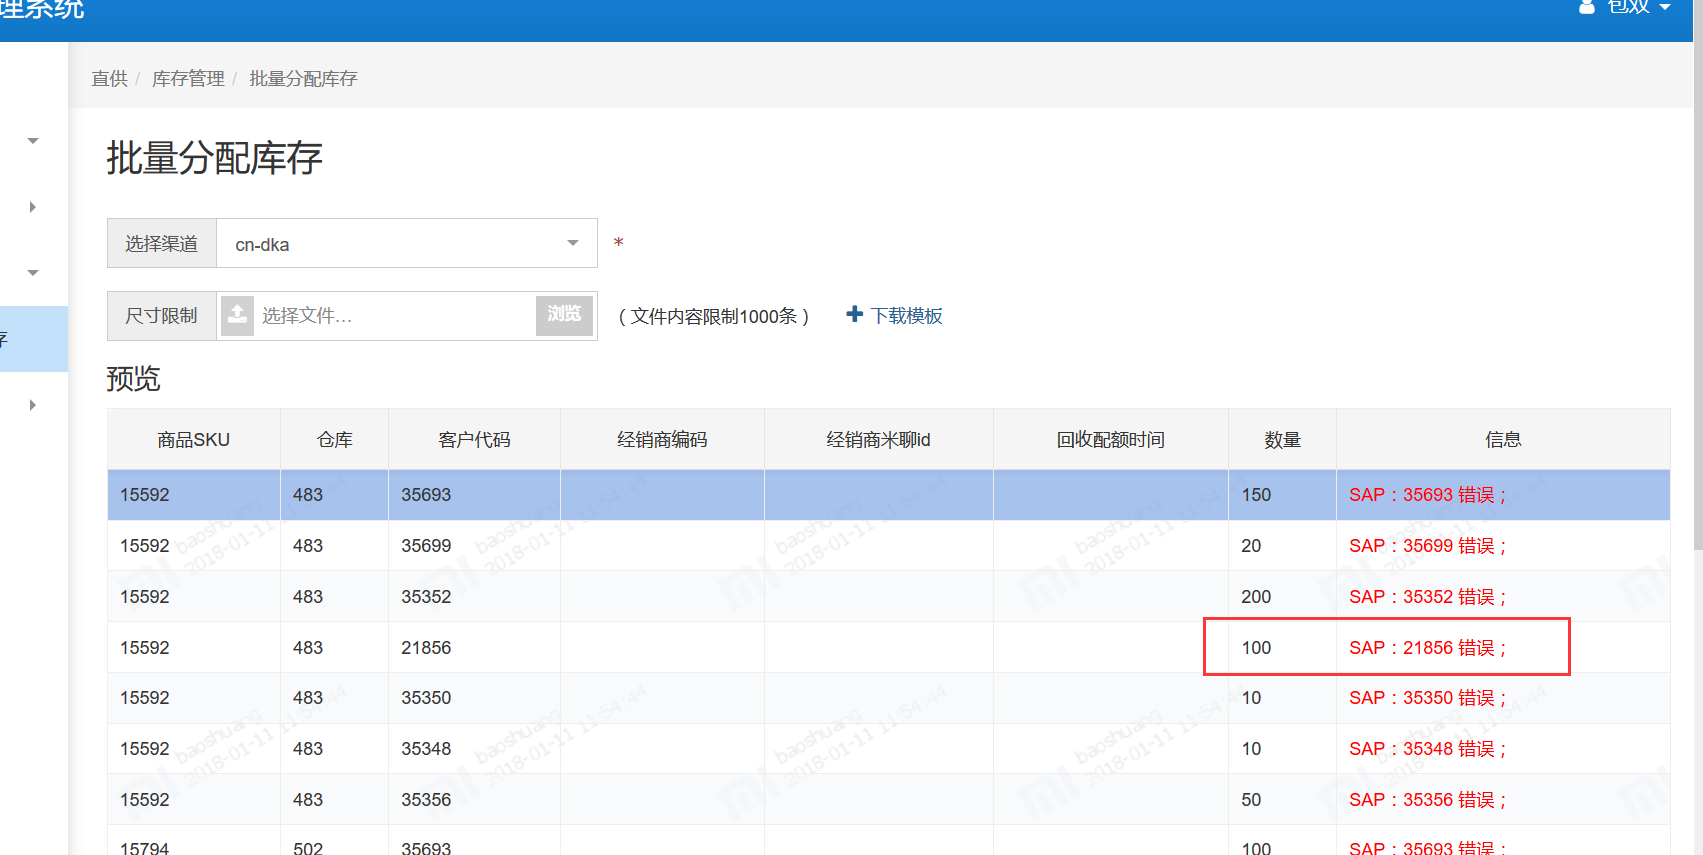 理系统
包双
直供 / 库存管理 / 批量分配库存
批量分配库存
选择渠道 cn-dka *
尺寸限制 选择文件... 浏览 (文件内容限制1000条) 下载模板
预览
商品SKU 仓库 客户代码 经销商编码 经销商米聊id 回收配额时间 数量 信息
15592 483 35693 150 SAP：35693 错误；
15592 483 35699 20 SAP：35699 错误；
15592 483 35352 200 SAP：35352 错误；
15592 483 21856 100 SAP：21856 错误；
15592 483 35350 10 SAP：35350 错误；
15592 483 35348 10 SAP：35348 错误；
15592 483 35356 50 SAP：35356 错误；
15794 502 35693 100 SAP：35693 错误；
存
baoshuang
2018-01-11 11:54:44